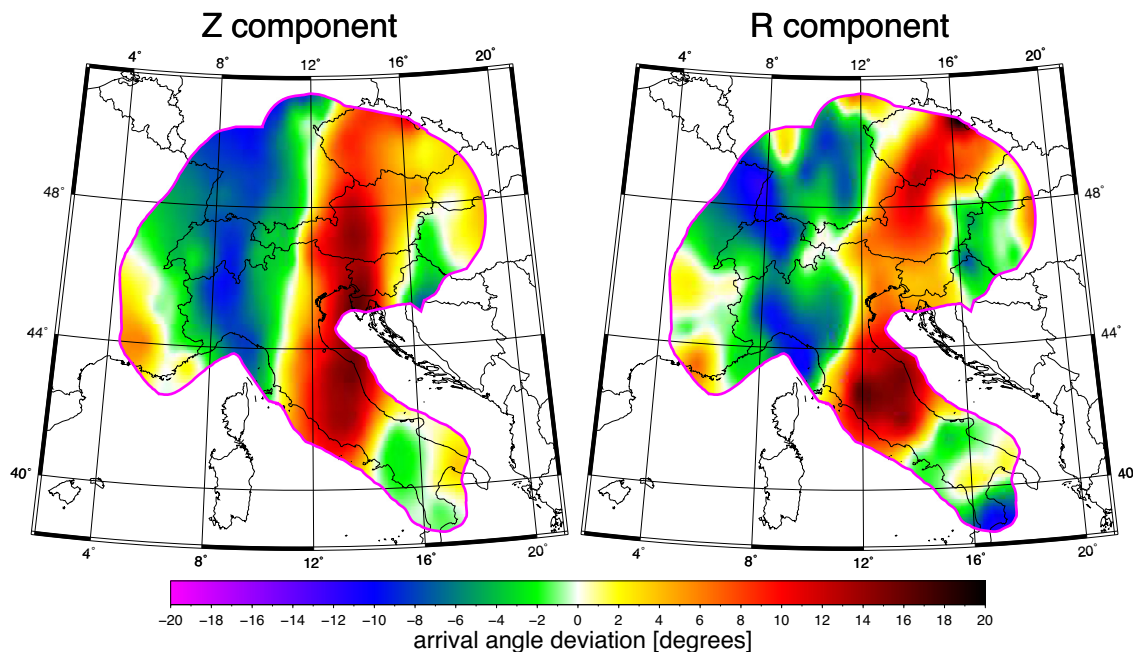 Z component R component
4° 8° 12° 16° 20° 4° 8° 12° 16° 20°
48° 48°
44° 44°
40° 40°
4° 8° 12° 16° 20° 4° 8° 12° 16° 20°
−20 −18 −16 −14 −12 −10 −8 −6 −4 −2 0 2 4 6 8 10 12 14 16 18 20
arrival angle deviation [degrees]